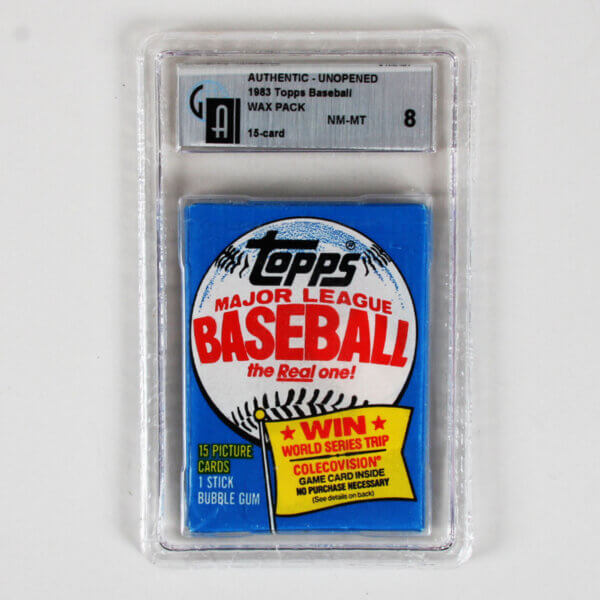 AUTHENTIC - UNOPENED
1983 Topps Baseball
WAX PACK
NM-MT 8
15-card
GA
Topps ®
MAJOR LEAGUE
BASEBALL
the Real one!
WIN
WORLD SERIES TRIP
COLECOVISION®
GAME CARD INSIDE
NO PURCHASE NECESSARY
(See details on back)
15 PICTURE
CARDS
1 STICK
BUBBLE GUM